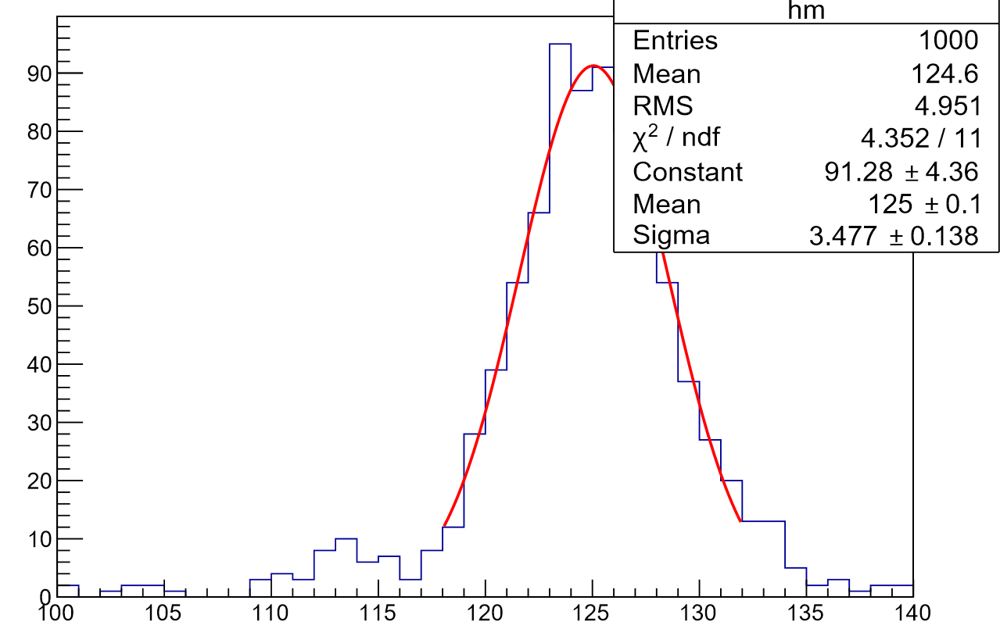 hm
Entries 1000
Mean 124.6
RMS 4.951
χ² / ndf 4.352 / 11
Constant 91.28 ± 4.36
Mean 125 ± 0.1
Sigma 3.477 ± 0.138
90
80
70
60
50
40
30
20
10
0
100 105 110 115 120 125 130 135 140